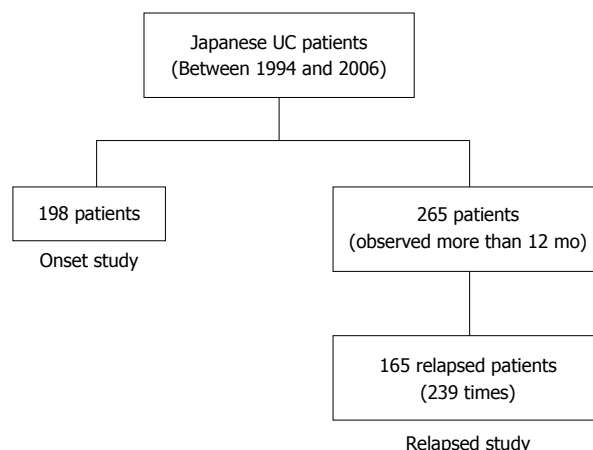 Japanese UC patients
(Between 1994 and 2006)
198 patients
Onset study
265 patients
(observed more than 12 mo)
165 relapsed patients
(239 times)
Relapsed study